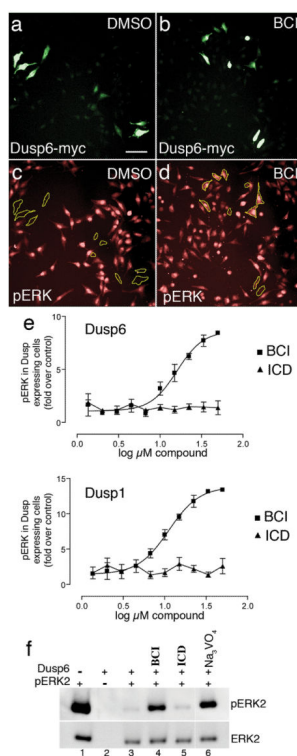 a DMSO b BCI
Dusp6-myc Dusp6-myc
c DMSO d BCI
pERK pERK
e
Dusp6
pERK in Dusp
expressing cells
(fold over control)
10
5
0
BCI
ICD
0.0 0.5 1.0 1.5 2.0
log µM compound
Dusp1
pERK in Dusp
expressing cells
(fold over control)
15
10
5
0
BCI
ICD
0.0 0.5 1.0 1.5 2.0
log µM compound
f
BCI ICD Na3VO4
Dusp6 - + + + + +
pERK2 + - + + + +
pERK2
ERK2
1 2 3 4 5 6